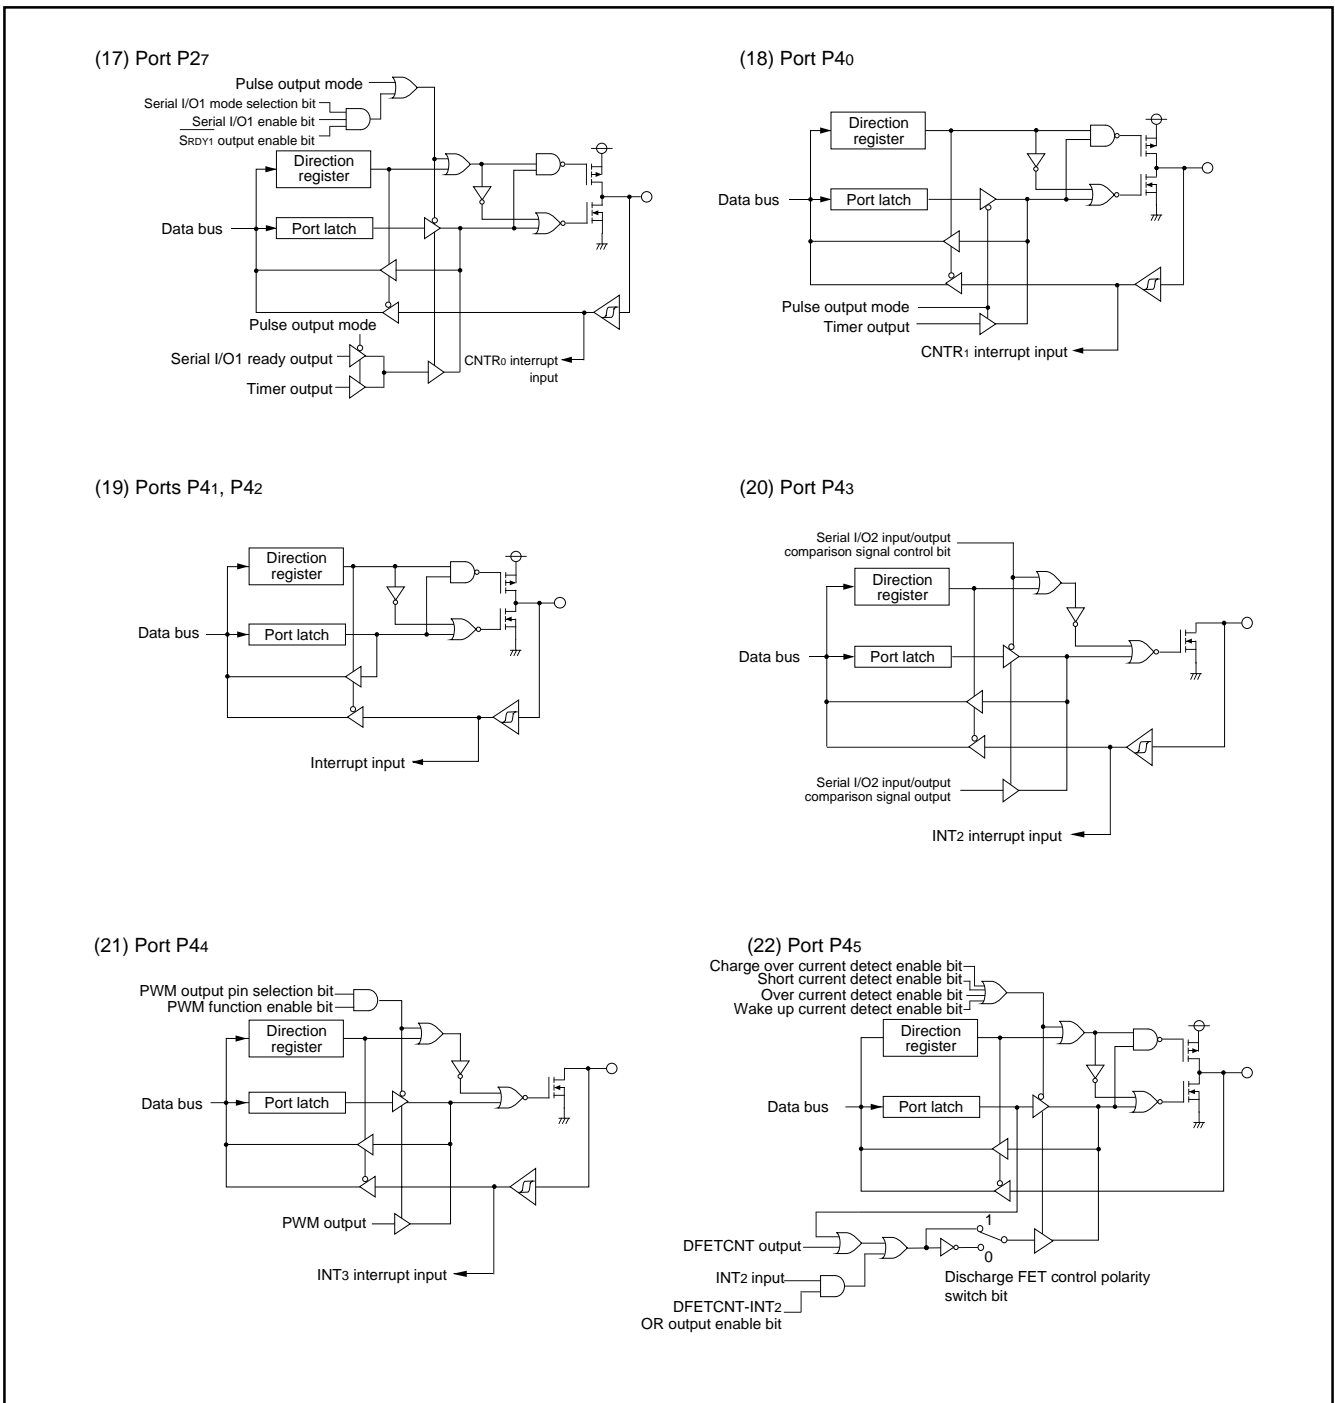 (17) Port P27
Pulse output mode
Serial I/O1 mode selection bit
Serial I/O1 enable bit
SRDY1 output enable bit
Direction
register
Data bus
Port latch
Pulse output mode
Serial I/O1 ready output
Timer output
CNTR0 interrupt
input
(18) Port P40
Direction
register
Data bus
Port latch
Pulse output mode
Timer output
CNTR1 interrupt input
(19) Ports P41, P42
Direction
register
Data bus
Port latch
Interrupt input
(20) Port P43
Serial I/O2 input/output
comparison signal control bit
Direction
register
Data bus
Port latch
Serial I/O2 input/output
comparison signal output
INT2 interrupt input
(21) Port P44
PWM output pin selection bit
PWM function enable bit
Direction
register
Data bus
Port latch
PWM output
INT3 interrupt input
(22) Port P45
Charge over current detect enable bit
Short current detect enable bit
Over current detect enable bit
Wake up current detect enable bit
Direction
register
Data bus
Port latch
DFETCNT output
1
0
INT2 input
DFETCNT-INT2
OR output enable bit
Discharge FET control polarity
switch bit